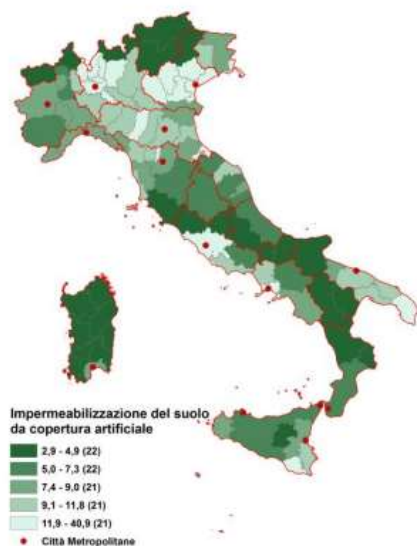 Impermeabilizzazione del suolo
da copertura artificiale
2,9 - 4,9 (22)
5,0 - 7,3 (22)
7,4 - 9,0 (21)
9,1 - 11,8 (21)
11,9 - 40,9 (21)
Città Metropolitane